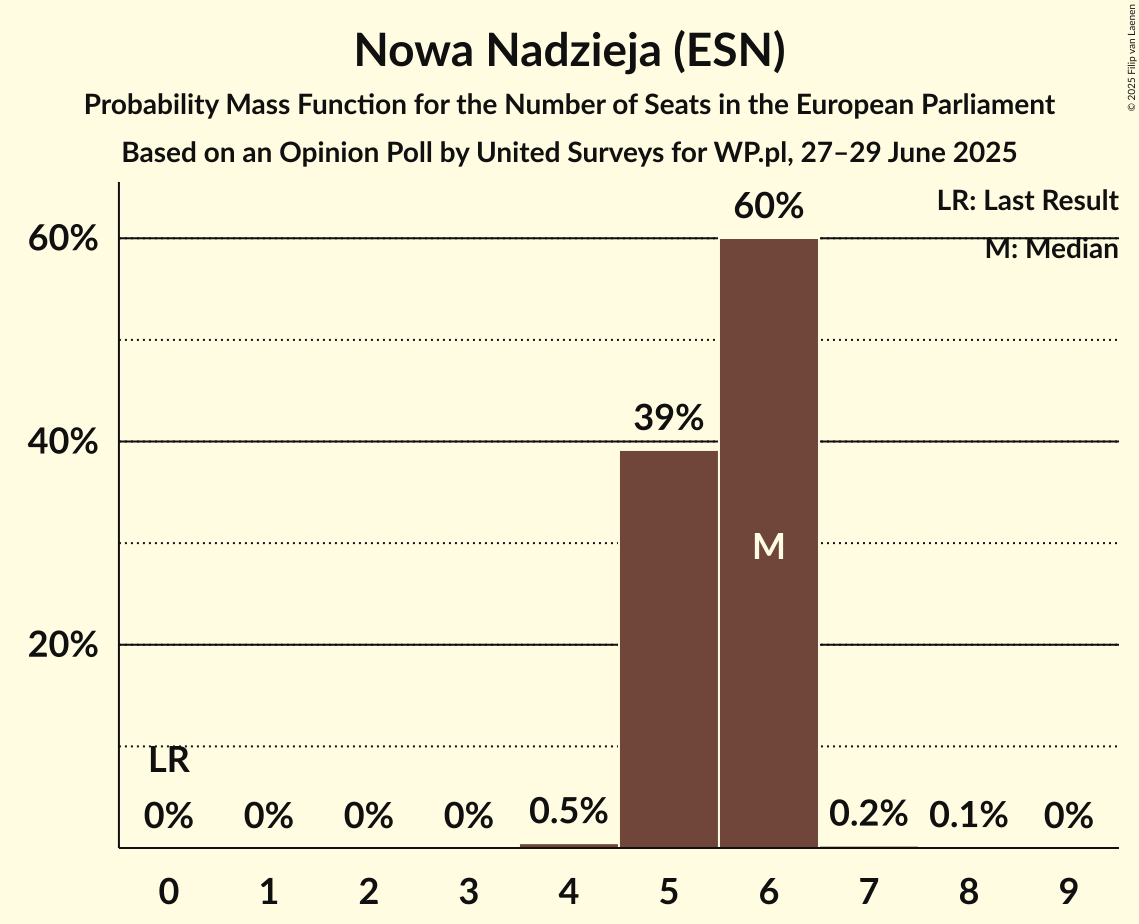 Nowa Nadzieja (ESN)
Probability Mass Function for the Number of Seats in the European Parliament
Based on an Opinion Poll by United Surveys for WP.pl, 27–29 June 2025
© 2025 Filip van Laenen
LR: Last Result
M: Median
60%
40%
20%
60%
39%
M
LR
0%
0%
0%
0%
0.5%
0.2%
0.1%
0%
0
1
2
3
4
5
6
7
8
9